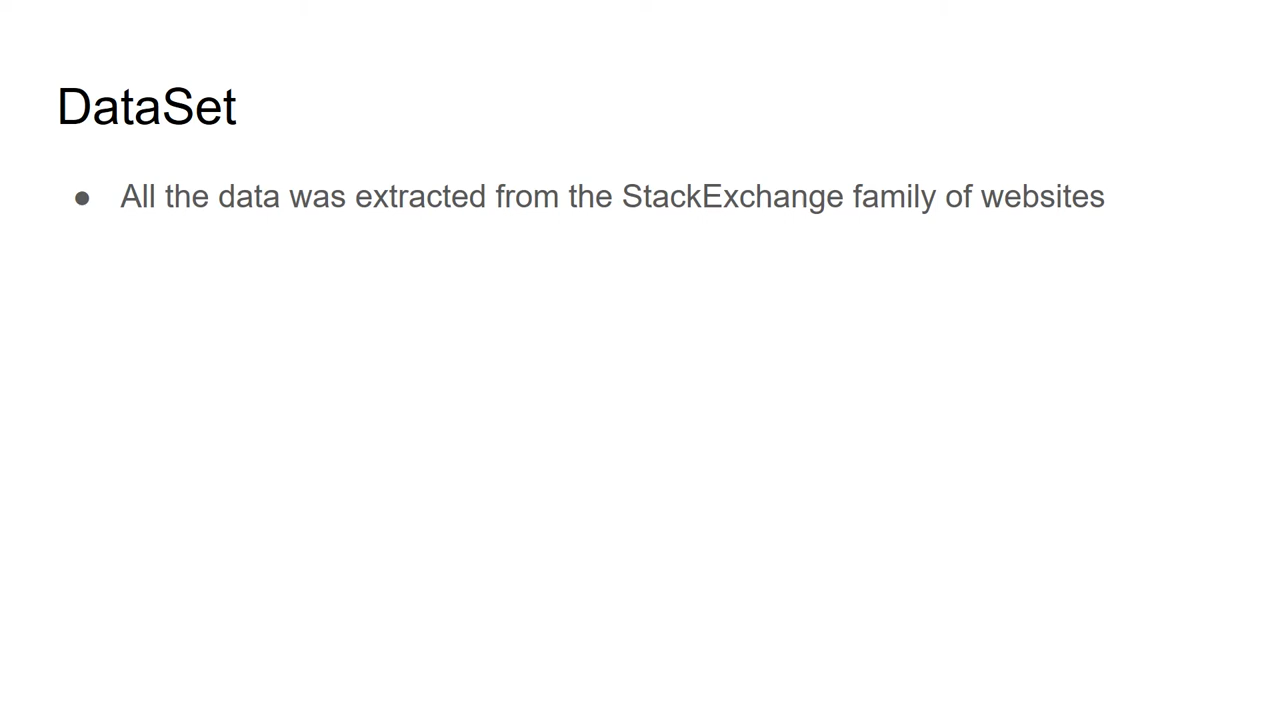 DataSet
● All the data was extracted from the StackExchange family of websites